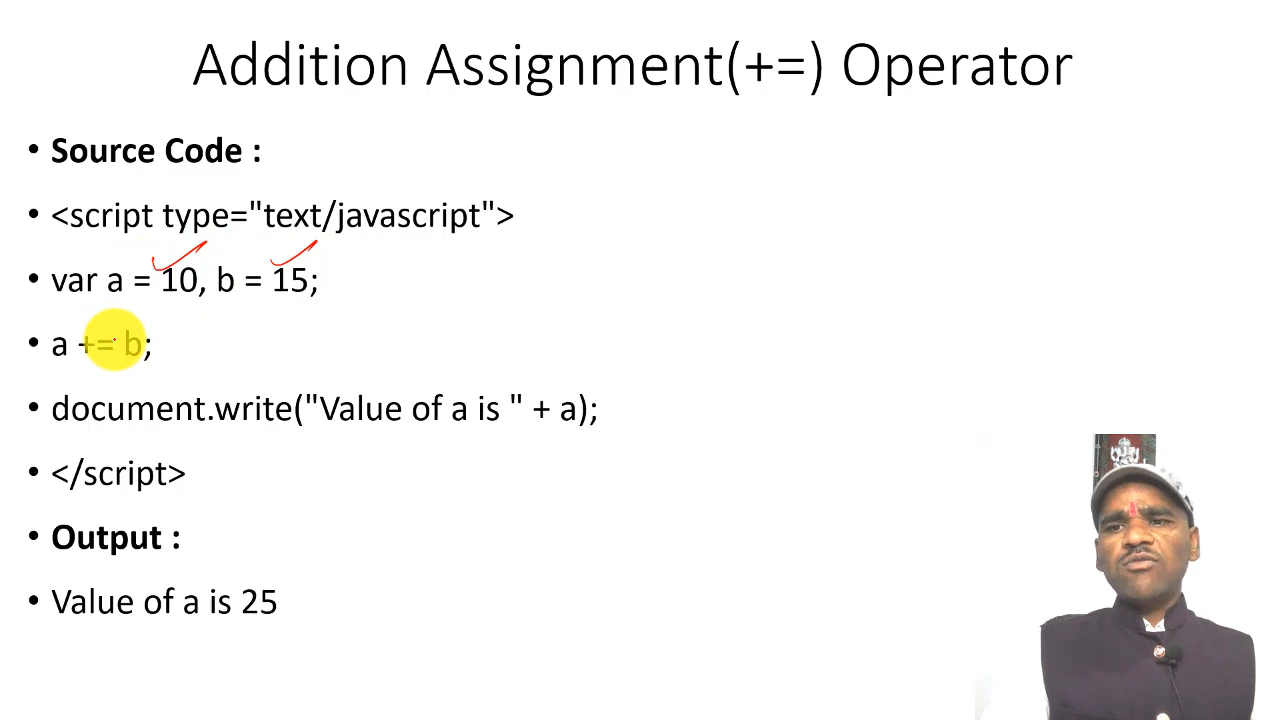 Addition Assignment(+=) Operator
• Source Code :
• <script type="text/javascript">
• var a = 10, b = 15;
• a += b;
• document.write("Value of a is " + a);
• </script>
• Output :
• Value of a is 25